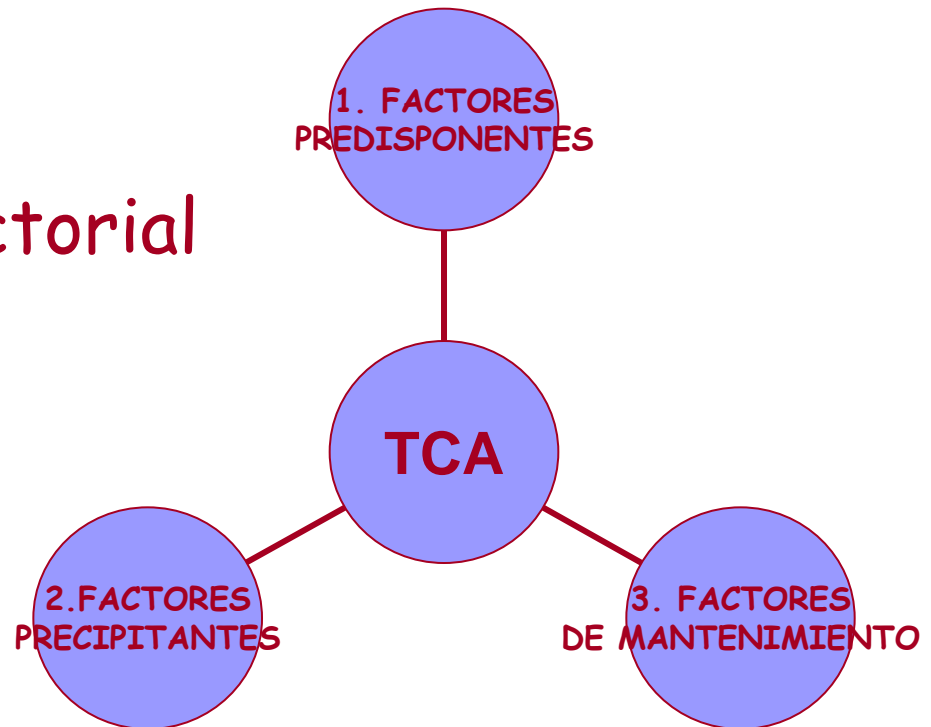 1. FACTORES
PREDISPONENTES
ctorial
TCA
2.FACTORES
PRECIPITANTES
3. FACTORES
DE MANTENIMIENTO